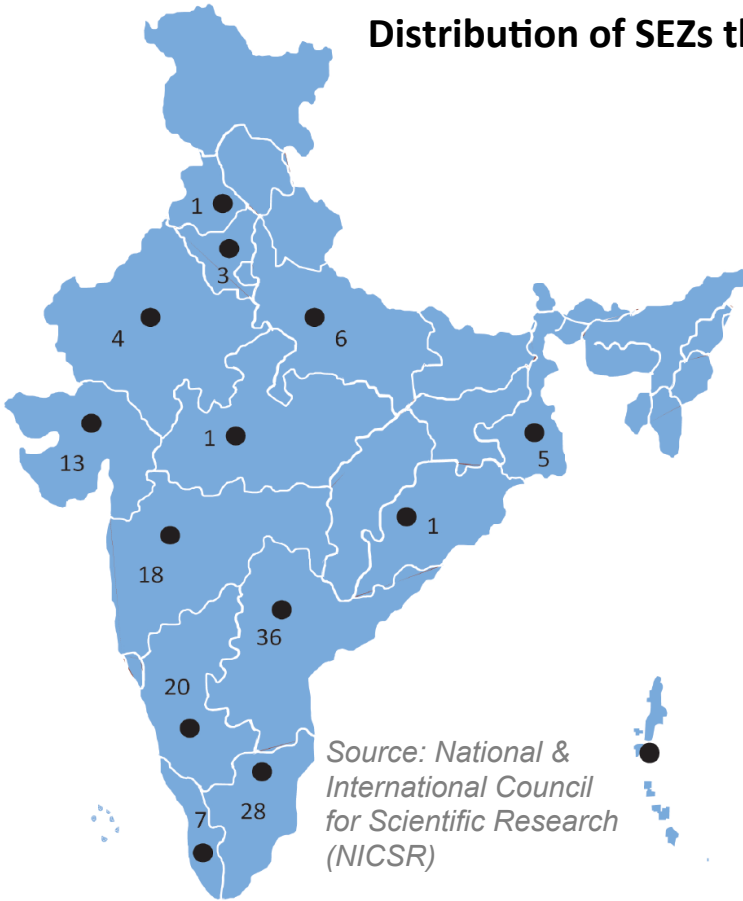 Distribution of SEZs
1
3
4
6
13
1
5
1
18
36
20
28
7
Source: National &
International Council
for Scientific Research
(NICSR)